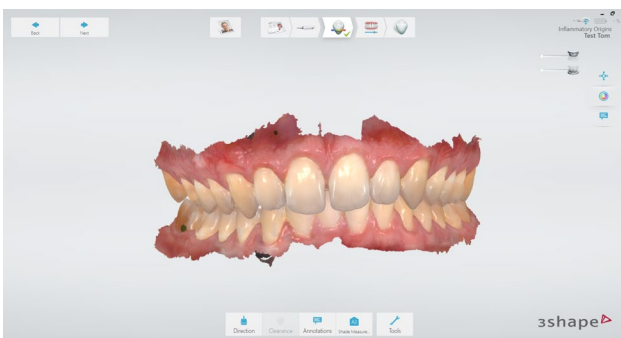 Back
Next
Inflammatory Origins
Test Tom
Direction
Clearance
Annotations
Shade Measure...
Tools
3shape